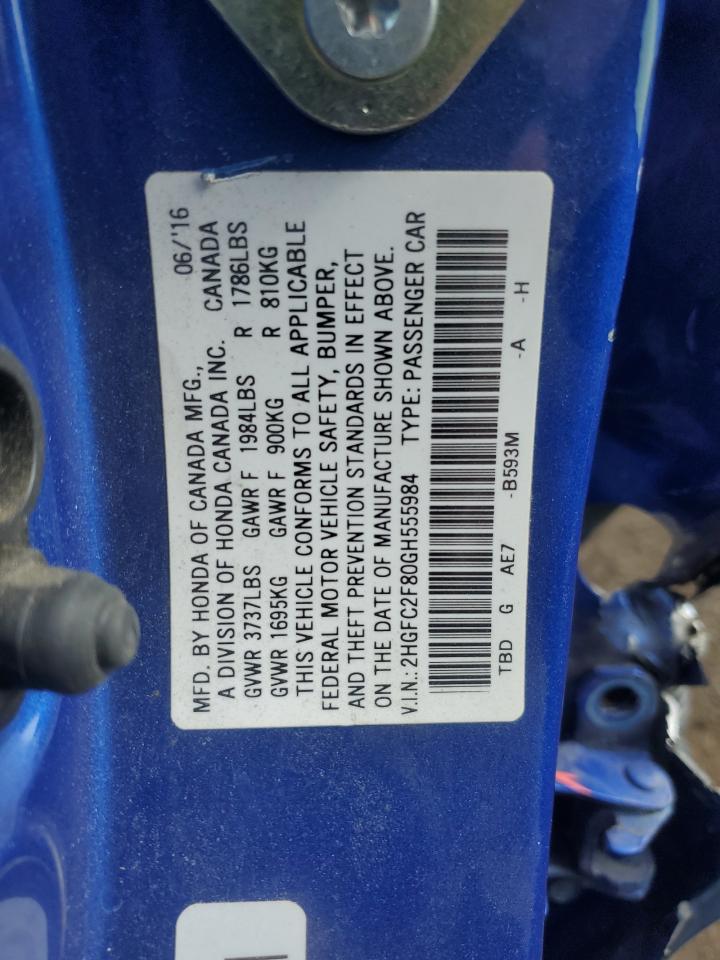 MFD. BY HONDA OF CANADA MFG., 06/'16
A DIVISION OF HONDA CANADA INC. CANADA
GVWR 3737LBS GAWR F 1984LBS R 1786LBS
GVWR 1695KG GAWR F 900KG R 810KG
THIS VEHICLE CONFORMS TO ALL APPLICABLE
FEDERAL MOTOR VEHICLE SAFETY, BUMPER,
AND THEFT PREVENTION STANDARDS IN EFFECT
ON THE DATE OF MANUFACTURE SHOWN ABOVE.
V.I.N.: 2HGFC2F80GH555984 TYPE: PASSENGER CAR
TBD G AE7 -B593M -A -H